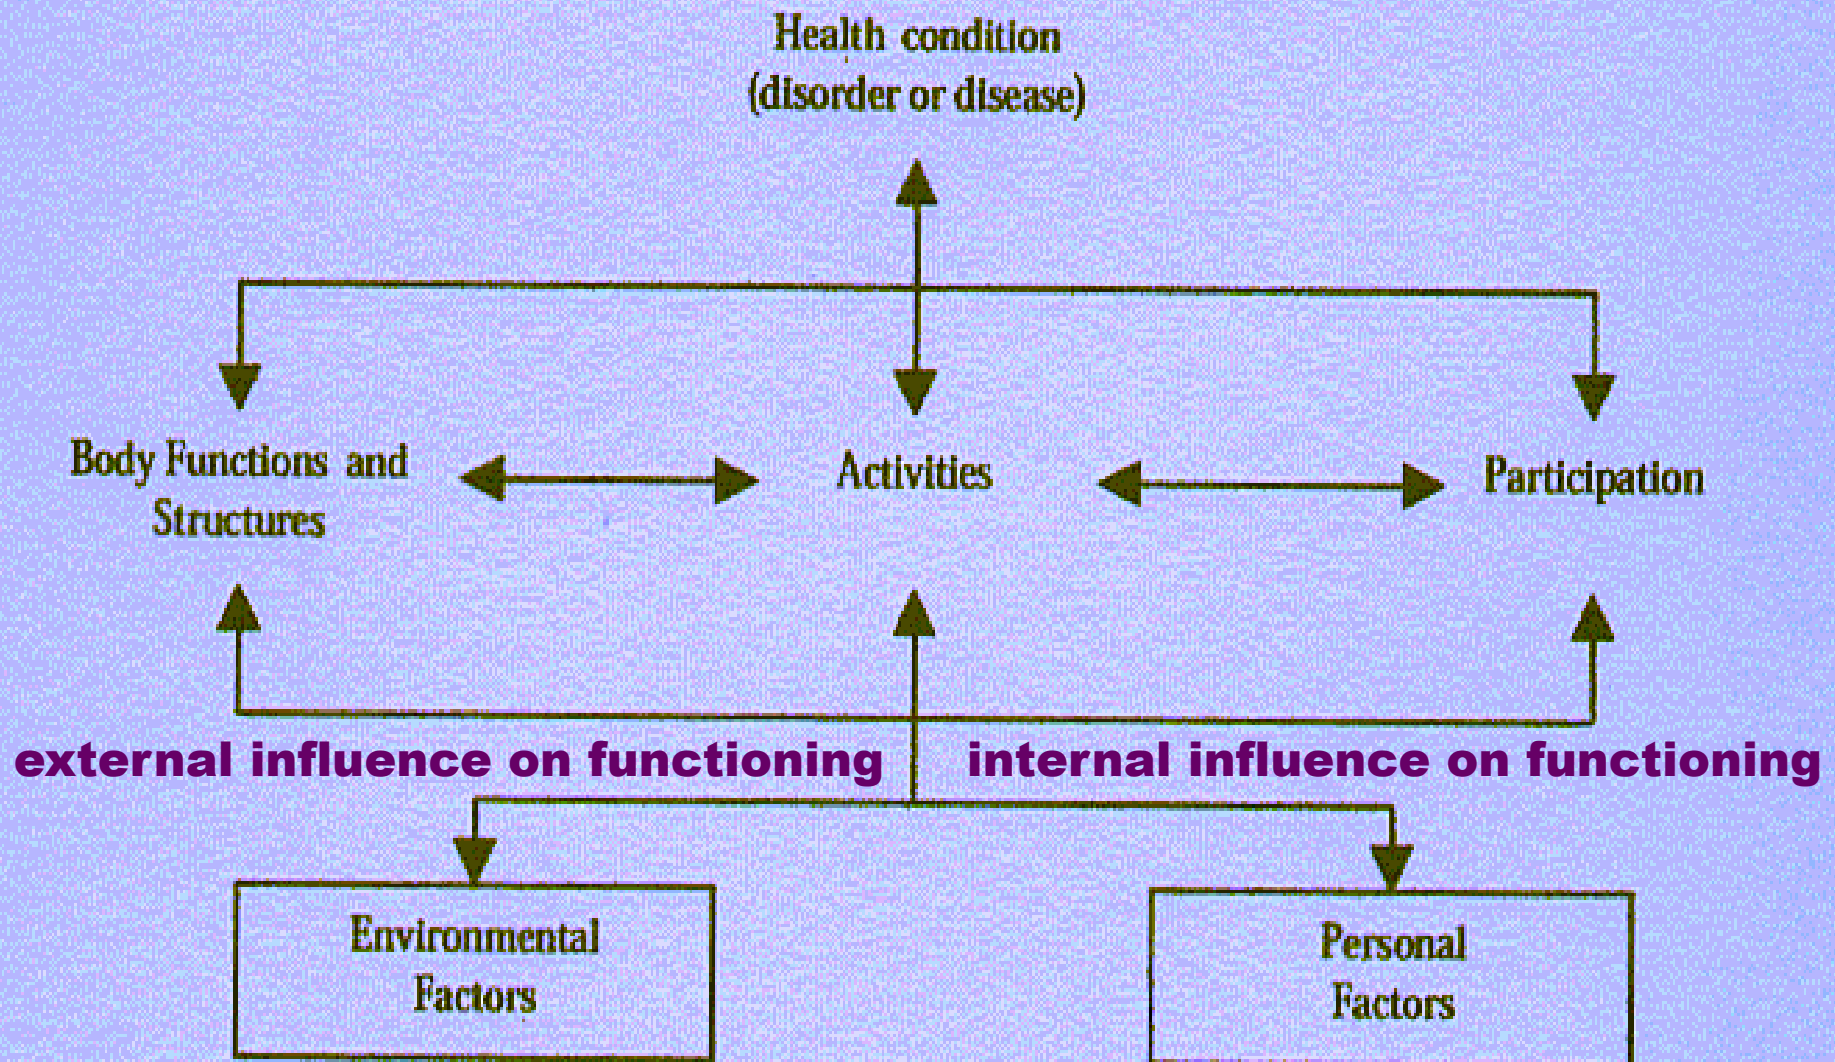 Health condition
(disorder or disease)
Body Functions and
Structures
Activities
Participation
external influence on functioning
internal influence on functioning
Environmental
Factors
Personal
Factors